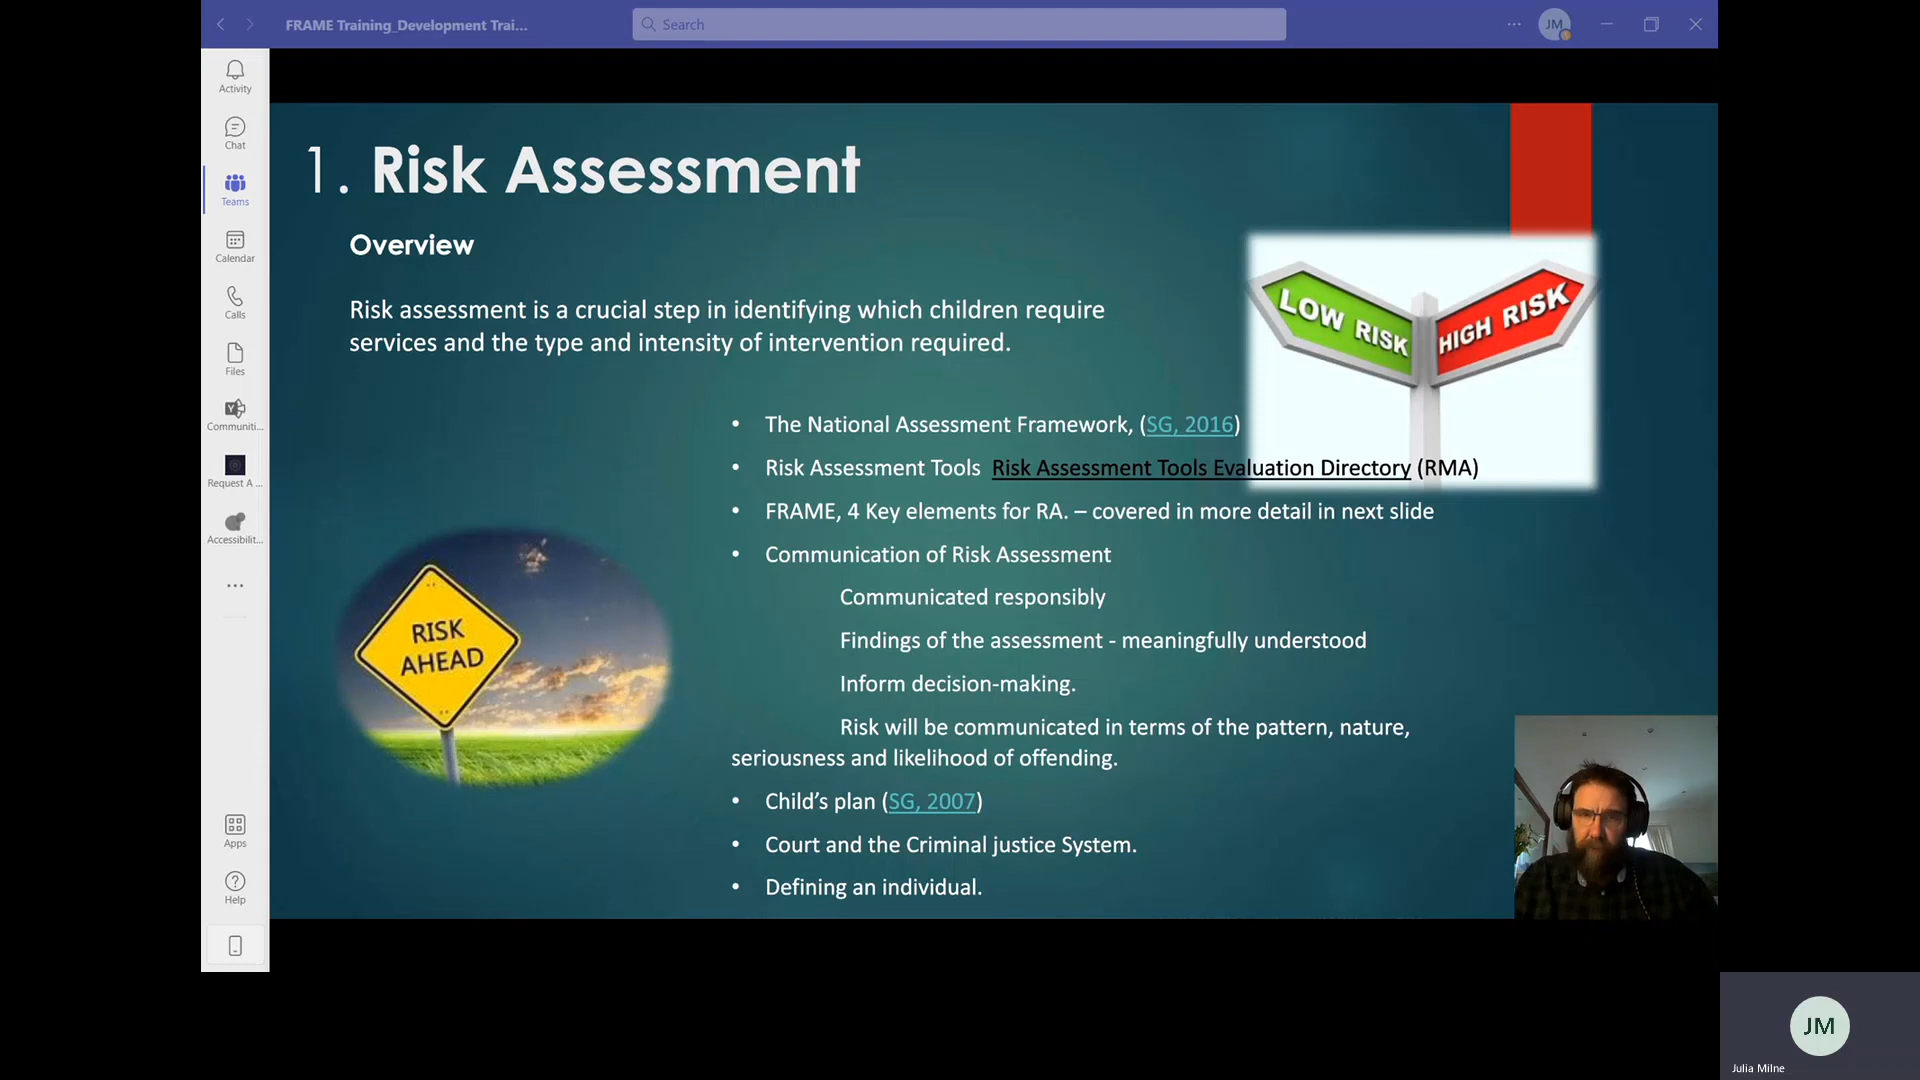 FRAME Training_Development Trai...
Search
JM
Activity
Chat
Teams
Calendar
Calls
Files
Communiti...
Request A ...
Accessibilit...
Apps
Help
1. Risk Assessment
Overview
Risk assessment is a crucial step in identifying which children require
services and the type and intensity of intervention required.
LOW RISK
HIGH RISK
• The National Assessment Framework, (SG, 2016)
• Risk Assessment Tools Risk Assessment Tools Evaluation Directory (RMA)
• FRAME, 4 Key elements for RA. – covered in more detail in next slide
• Communication of Risk Assessment
Communicated responsibly
Findings of the assessment - meaningfully understood
Inform decision-making.
Risk will be communicated in terms of the pattern, nature,
seriousness and likelihood of offending.
• Child’s plan (SG, 2007)
• Court and the Criminal justice System.
• Defining an individual.
RISK
AHEAD
JM
Julia Milne